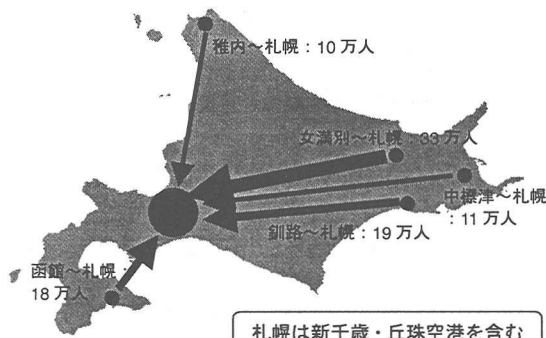 稚内～札幌：10万人
女満別～札幌：33万人
中標津～札幌
：11万人
釧路～札幌：19万人
函館～札幌：
18万人
札幌は新千歳・丘珠空港を含む